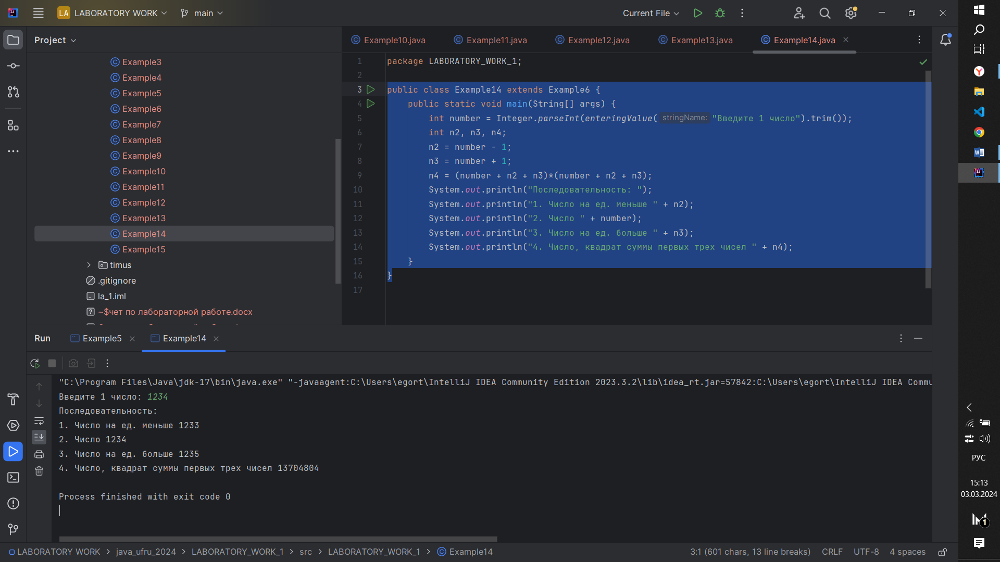 LA LABORATORY WORK main Current File
Project
Example3
Example4
Example5
Example6
Example7
Example8
Example9
Example10
Example11
Example12
Example13
Example14
Example15
timus
.gitignore
la_1.iml
~$чет по лабораторной работе.docx
Example10.java Example11.java Example12.java Example13.java Example14.java
1 package LABORATORY_WORK_1;
2
3 public class Example14 extends Example6 {
4 public static void main(String[] args) {
5 int number = Integer.parseInt(enteringValue( stringName: "Введите 1 число").trim());
6 int n2, n3, n4;
7 n2 = number - 1;
8 n3 = number + 1;
9 n4 = (number + n2 + n3)*(number + n2 + n3);
10 System.out.println("Последовательность: ");
11 System.out.println("1. Число на ед. меньше " + n2);
12 System.out.println("2. Число " + number);
13 System.out.println("3. Число на ед. больше " + n3);
14 System.out.println("4. Число, квадрат суммы первых трех чисел " + n4);
15 }
16 }
17
Run Example5 Example14
"C:\Program Files\Java\jdk-17\bin\java.exe" "-javaagent:C:\Users\egort\IntelliJ IDEA Community Edition 2023.3.2\lib\idea_rt.jar=57842:C:\Users\egort\IntelliJ IDEA Commu
Введите 1 число: 1234
Последовательность:
1. Число на ед. меньше 1233
2. Число 1234
3. Число на ед. больше 1235
4. Число, квадрат суммы первых трех чисел 13704804
Process finished with exit code 0
LABORATORY WORK > java_ufru_2024 > LABORATORY_WORK_1 > src > LABORATORY_WORK_1 > Example14
3:1 (601 chars, 13 line breaks) CRLF UTF-8 4 spaces
РУС
15:13
03.03.2024
1